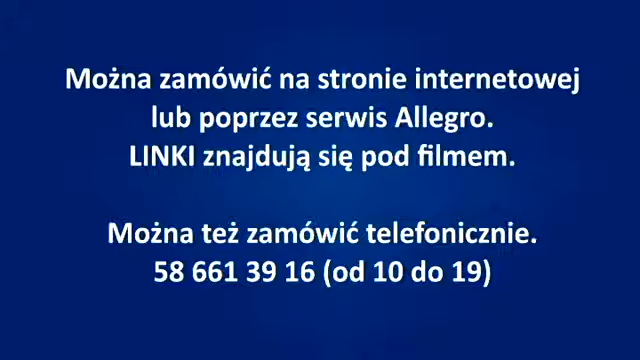 Można zamówić na stronie internetowej
lub poprzez serwis Allegro.
LINKI znajdują się pod filmem.
Można też zamówić telefonicznie.
58 661 39 16 (od 10 do 19)